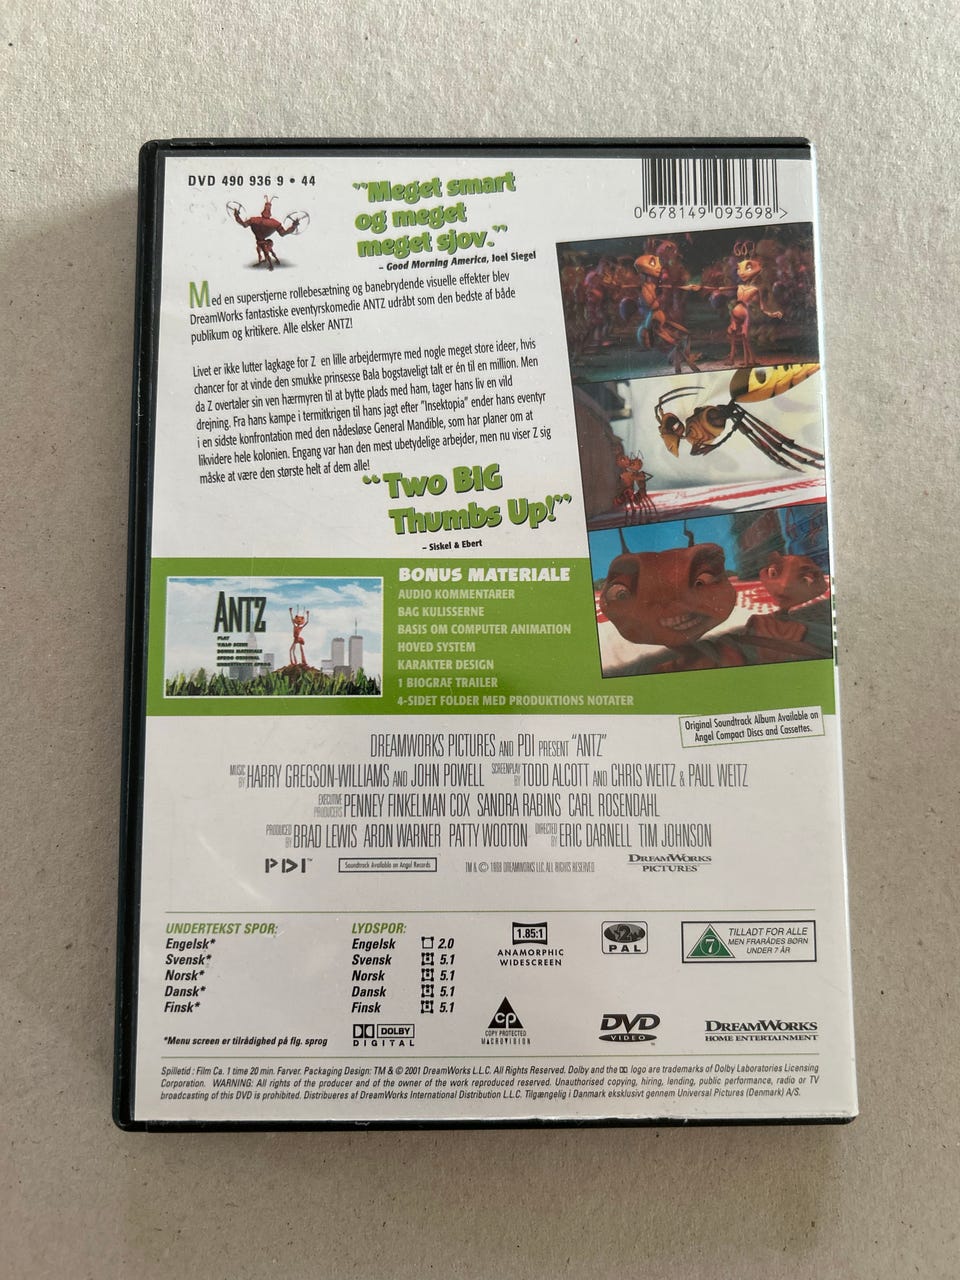 DVD 490 936 9 • 44
"Meget smart
og meget
meget sjov."
– Good Morning America, Joel Siegel
0 678149 093698 >
Med en superstjerne rollebesætning og banebrydende visuelle effekter blev
DreamWorks fantastiske eventyrskomedie ANTZ udråbt som den bedste af både
publikum og kritikere. Alle elsker ANTZ!
Livet er ikke lutter lagkage for Z en lille arbejdermyre med nogle meget store ideer, hvis
chancer for at vinde den smukke prinsesse Bala bogstaveligt talt er én til en million. Men
da Z overtaler sin ven hærmyren til at bytte plads med ham, tager hans liv en vild
drejning. Fra hans kampe i termitkrigen til hans jagt efter "Insektopia" ender hans eventyr
i en sidste konfrontation med den nådesløse General Mandible, som har planer om at
likvidere hele kolonien. Engang var han den mest ubetydelige arbejder, men nu viser Z sig
måske at være den største helt af dem alle!
"Two BIG
Thumbs Up!"
– Siskel & Ebert
ANTZ
PLAY
VÆLG SCENE
BONUS MATERIALE
SPROG ORIGINAL
BONUS MATERIALE
AUDIO KOMMENTARER
BAG KULISSERNE
BASIS OM COMPUTER ANIMATION
HOVED SYSTEM
KARAKTER DESIGN
1 BIOGRAF TRAILER
4-SIDET FOLDER MED PRODUKTIONS NOTATER
Original Soundtrack Album Available on
Angel Compact Discs and Cassettes.
DREAMWORKS PICTURES AND PDI PRESENT "ANTZ"
MUSIC BY HARRY GREGSON-WILLIAMS AND JOHN POWELL SCREENPLAY BY TODD ALCOTT AND CHRIS WEITZ & PAUL WEITZ
EXECUTIVE PRODUCERS PENNEY FINKELMAN COX SANDRA RABINS CARL ROSENDAHL
PRODUCED BY BRAD LEWIS ARON WARNER PATTY WOOTON DIRECTED BY ERIC DARNELL TIM JOHNSON
PDI™ Soundtrack Available on Angel Records TM & © 1998 DREAMWORKS LLC. ALL RIGHTS RESERVED DREAMWORKS
PICTURES
UNDERTEKST SPOR:
Engelsk*
Svensk*
Norsk*
Dansk*
Finsk*
*Menu screen er tilrådighed på flg. sprog
LYDSPOR:
Engelsk 2.0
Svensk 5.1
Norsk 5.1
Dansk 5.1
Finsk 5.1
DOLBY
DIGITAL
1.85:1
ANAMORPHIC
WIDESCREEN
CP
COPY PROTECTED
MACROVISION
2
PAL
DVD
VIDEO
7
TILLADT FOR ALLE
MEN FRARÅDES BØRN
UNDER 7 ÅR
DREAMWORKS
HOME ENTERTAINMENT
Spilletid : Film Ca. 1 time 20 min. Farver. Packaging Design: TM & © 2001 DreamWorks L.L.C. All Rights Reserved. Dolby and the logo are trademarks of Dolby Laboratories Licensing
Corporation. WARNING: All rights of the producer and of the owner of the work reproduced reserved. Unauthorised copying, hiring, lending, public performance, radio or TV
broadcasting of this DVD is prohibited. Distribueres af DreamWorks International Distribution L.L.C. Tilgængelig i Danmark eksklusivt gennem Universal Pictures (Denmark) A/S.